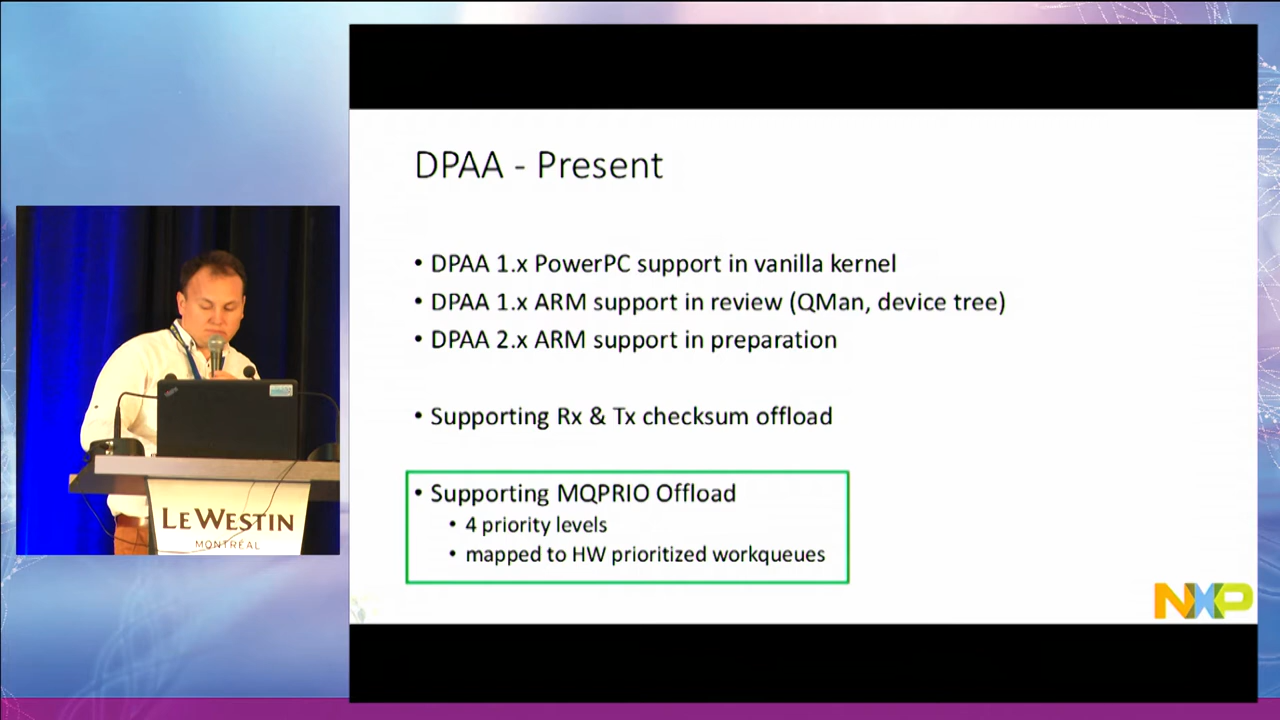 DPAA - Present
• DPAA 1.x PowerPC support in vanilla kernel
• DPAA 1.x ARM support in review (QMan, device tree)
• DPAA 2.x ARM support in preparation
• Supporting Rx & Tx checksum offload
• Supporting MQPRIO Offload
• 4 priority levels
• mapped to HW prioritized workqueues
NXP
LE WESTIN
MONTRÉAL